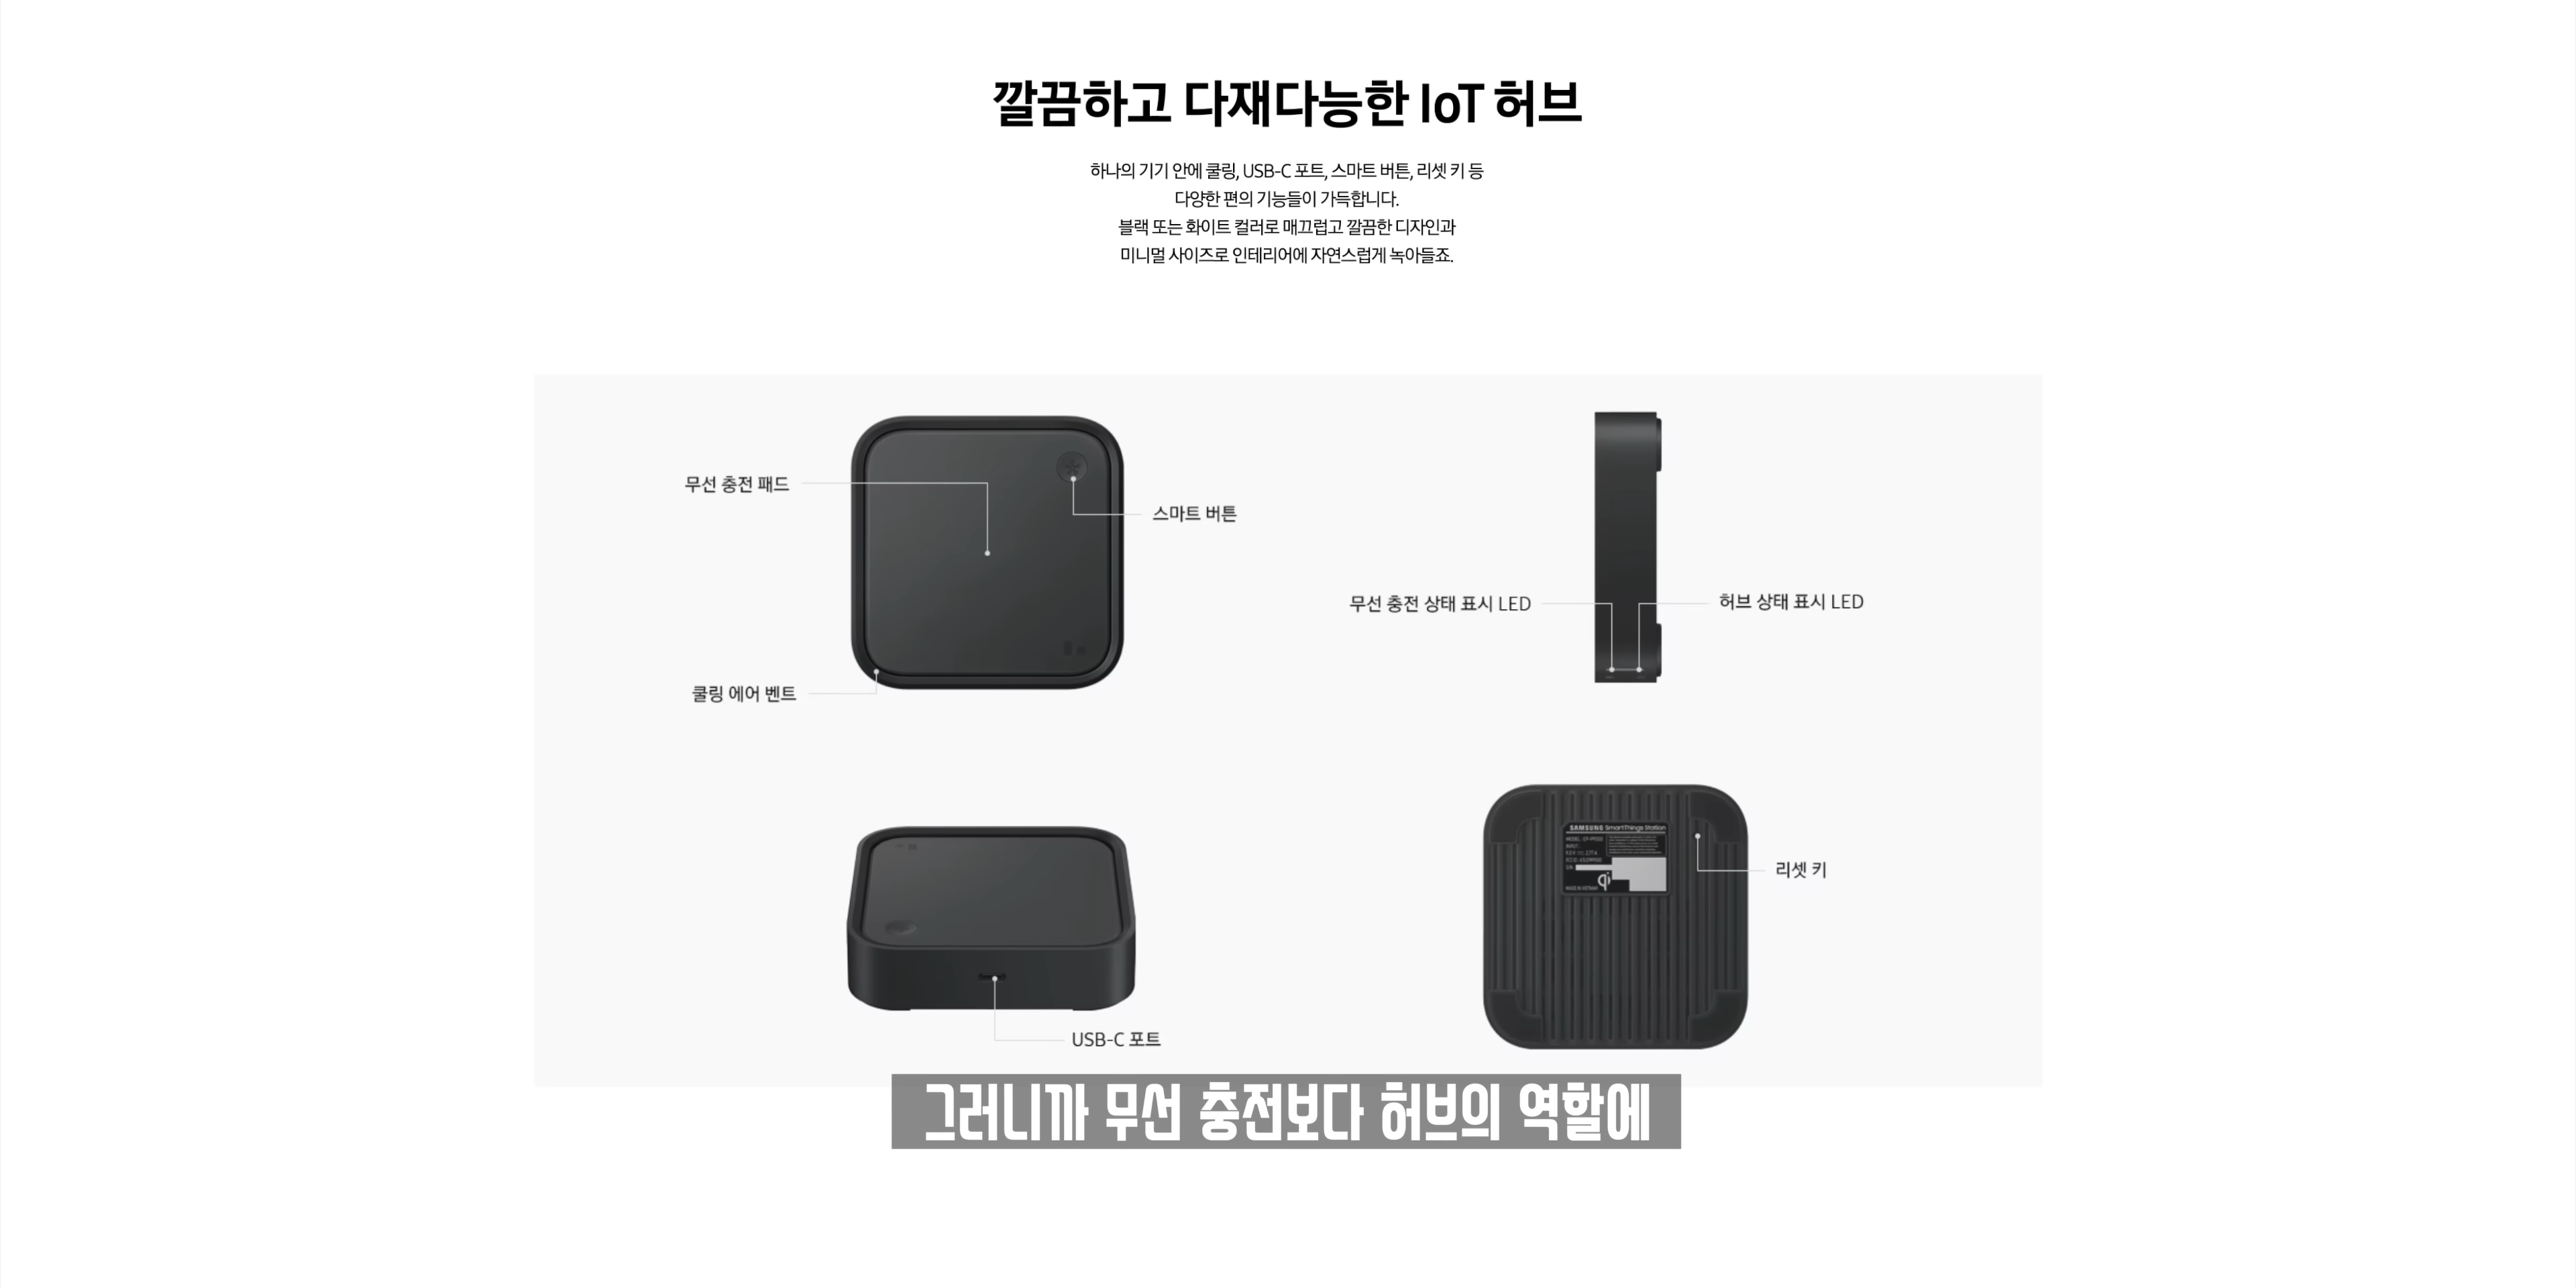 깔끔하고 다재다능한 IoT 허브
하나의 기기 안에 쿨링, USB-C 포트, 스마트 버튼, 리셋 키 등
다양한 편의 기능들이 가득합니다.
블랙 또는 화이트 컬러로 매끄럽고 깔끔한 디자인과
미니멀 사이즈로 인테리어에 자연스럽게 녹아들죠.
무선 충전 패드
스마트 버튼
쿨링 에어 벤트
무선 충전 상태 표시 LED
허브 상태 표시 LED
SAMSUNG SmartThings Station
MADE IN VIETNAM
리셋 키
USB-C 포트
그러니까 무선 충전보다 허브의 역할에